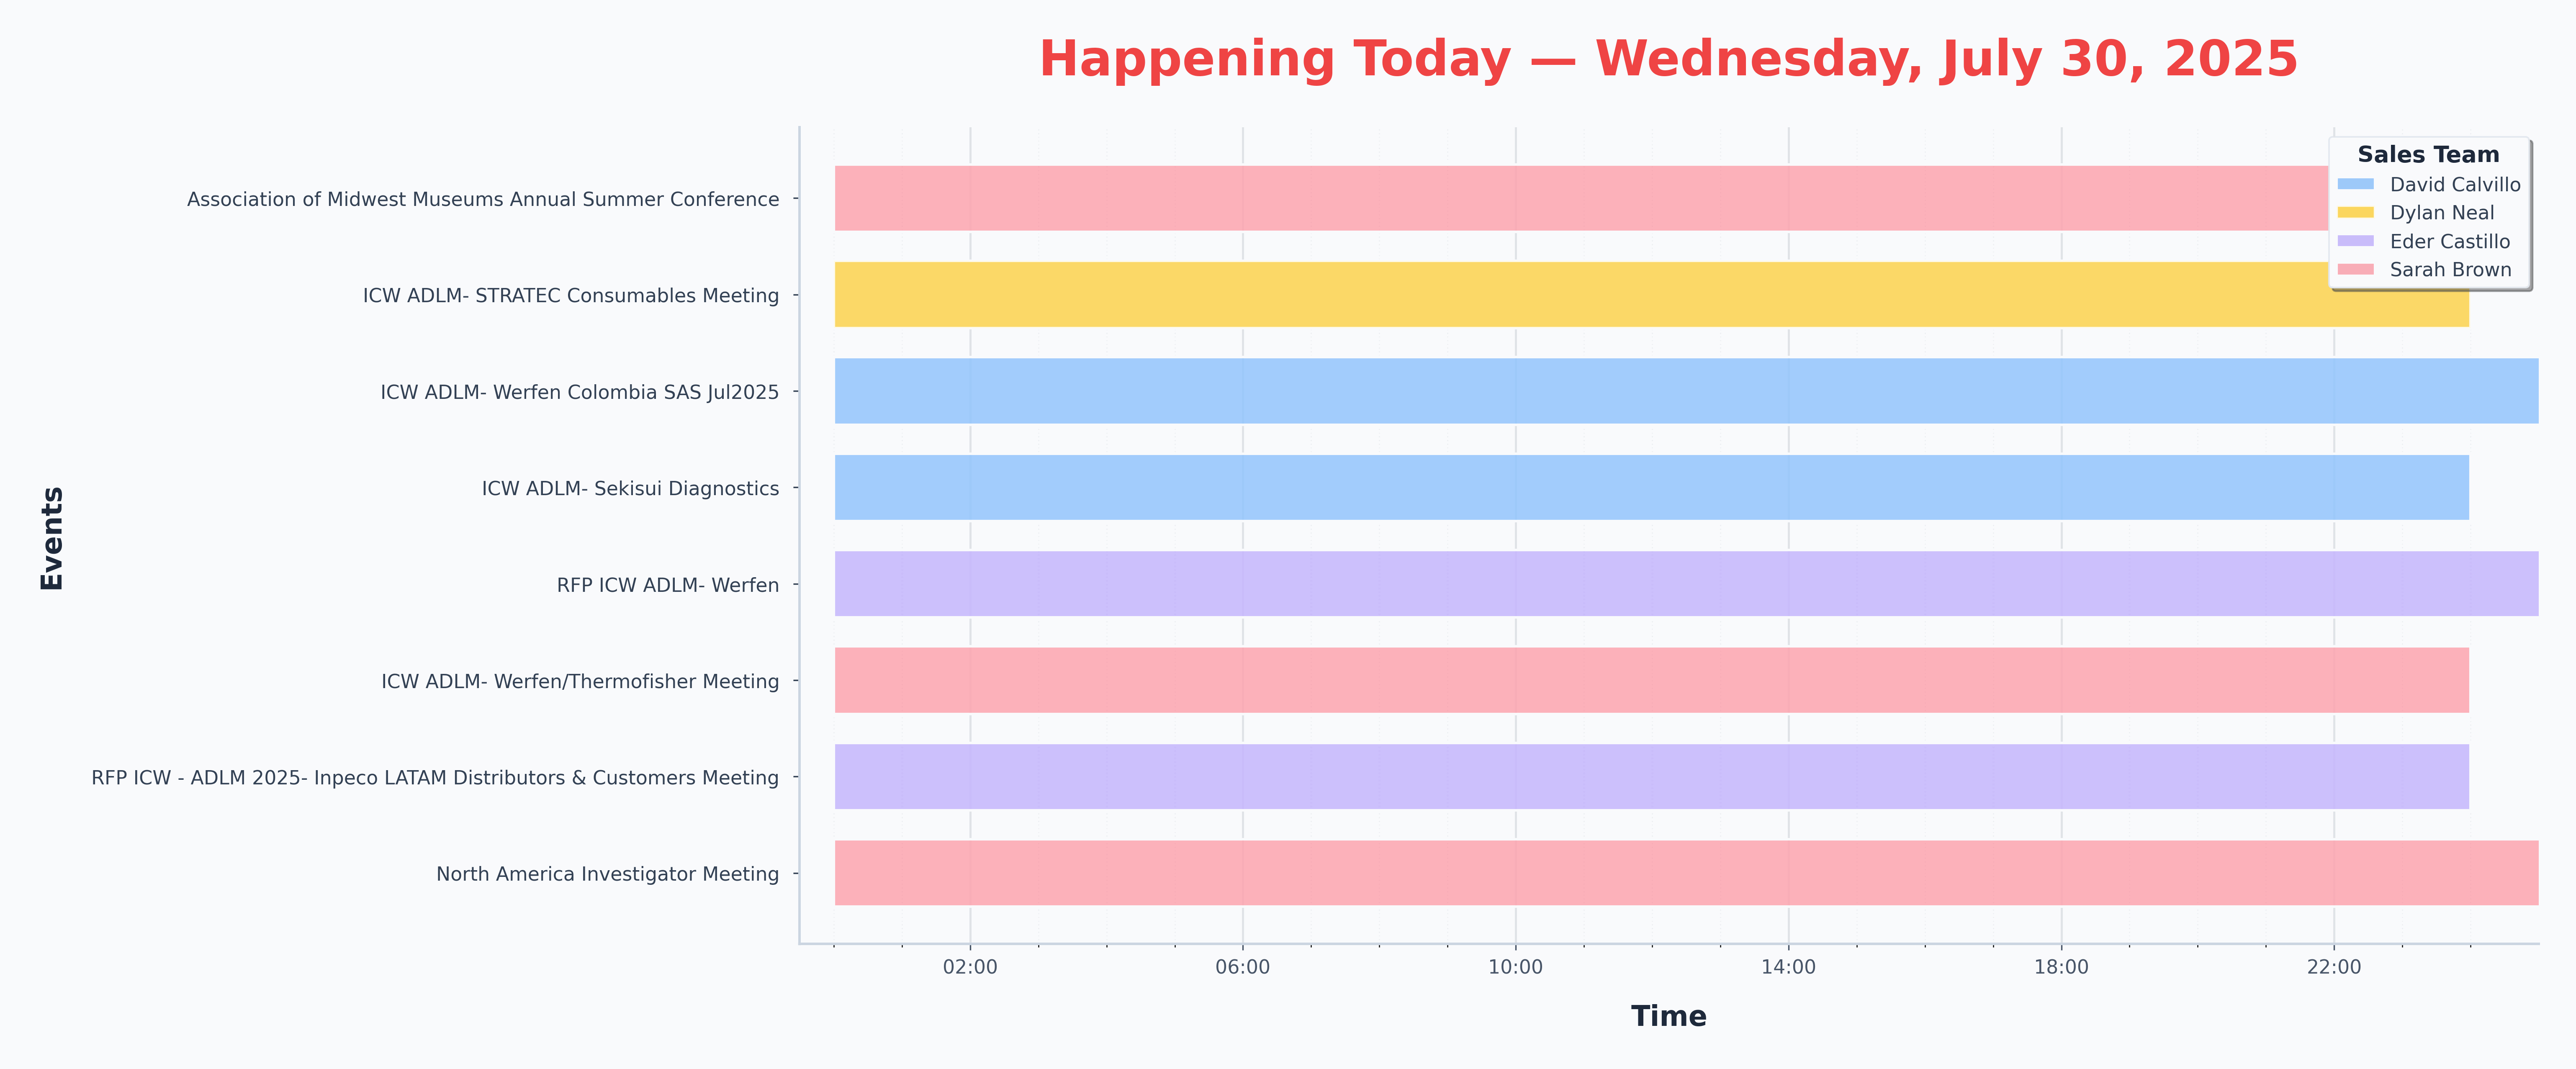 Happening Today — Wednesday, July 30, 2025
Sales Team
David Calvillo
Dylan Neal
Eder Castillo
Sarah Brown
Events
Association of Midwest Museums Annual Summer Conference
ICW ADLM- STRATEC Consumables Meeting
ICW ADLM- Werfen Colombia SAS Jul2025
ICW ADLM- Sekisui Diagnostics
RFP ICW ADLM- Werfen
ICW ADLM- Werfen/Thermofisher Meeting
RFP ICW - ADLM 2025- Inpeco LATAM Distributors & Customers Meeting
North America Investigator Meeting
02:00 06:00 10:00 14:00 18:00 22:00
Time